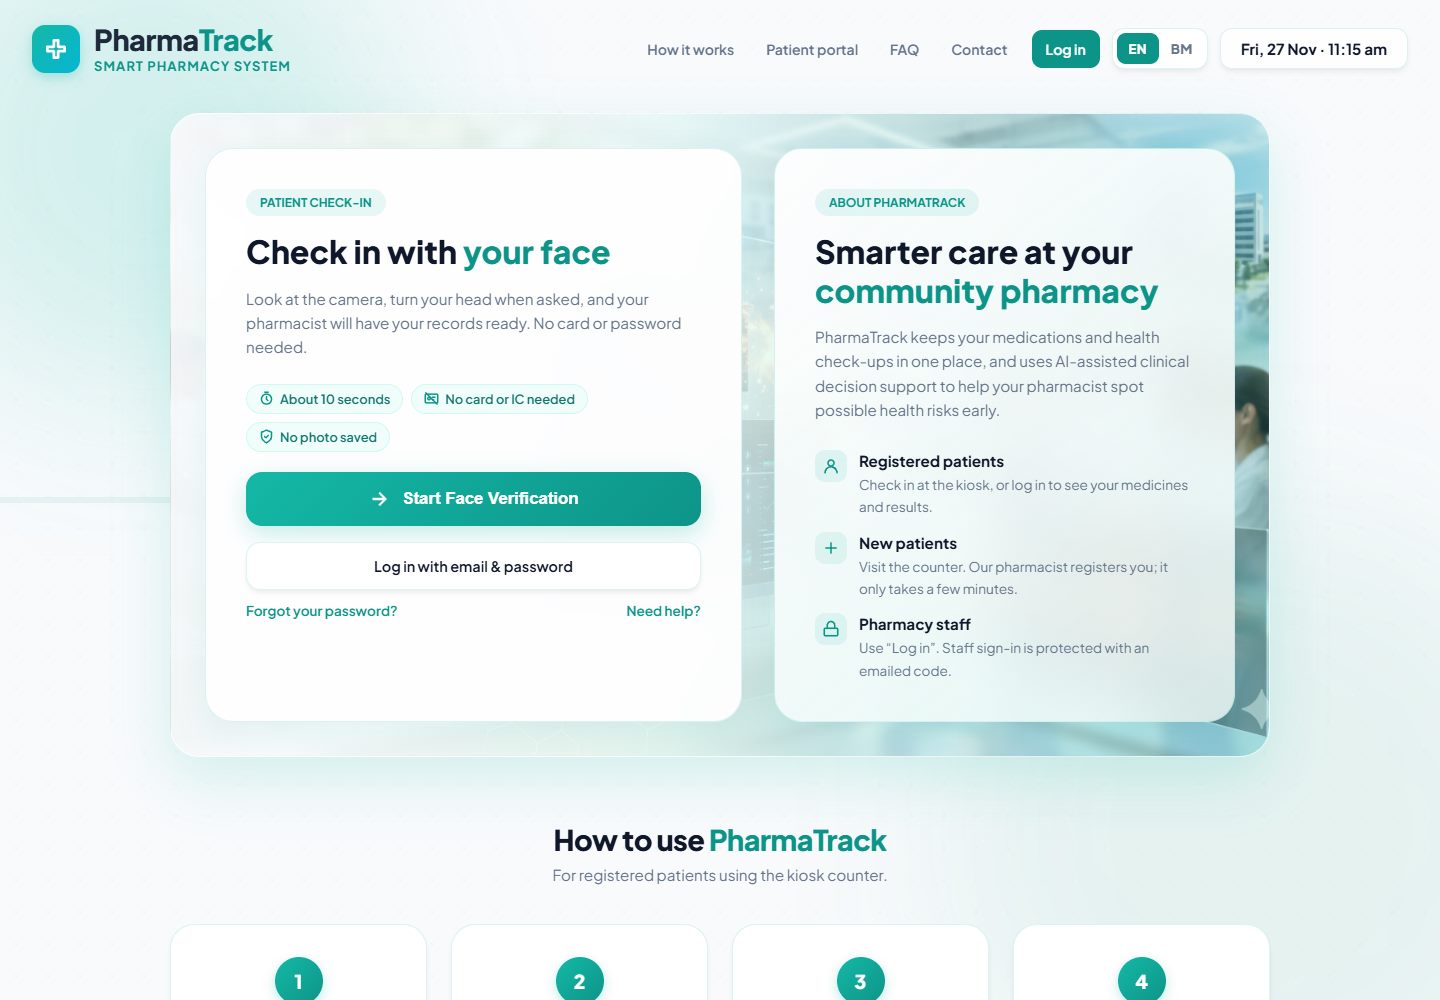 PharmaTrack
SMART PHARMACY SYSTEM
How it works
Patient portal
FAQ
Contact
Log in
EN
BM
Fri, 27 Nov · 11:15 am
PATIENT CHECK-IN
Check in with your face
Look at the camera, turn your head when asked, and your
pharmacist will have your records ready. No card or password
needed.
About 10 seconds
No card or IC needed
No photo saved
Start Face Verification
Log in with email & password
Forgot your password?
Need help?
ABOUT PHARMATRACK
Smarter care at your
community pharmacy
PharmaTrack keeps your medications and health
check-ups in one place, and uses AI-assisted clinical
decision support to help your pharmacist spot
possible health risks early.
Registered patients
Check in at the kiosk, or log in to see your medicines
and results.
New patients
Visit the counter. Our pharmacist registers you; it
only takes a few minutes.
Pharmacy staff
Use “Log in”. Staff sign-in is protected with an
emailed code.
How to use PharmaTrack
For registered patients using the kiosk counter.
1
2
3
4